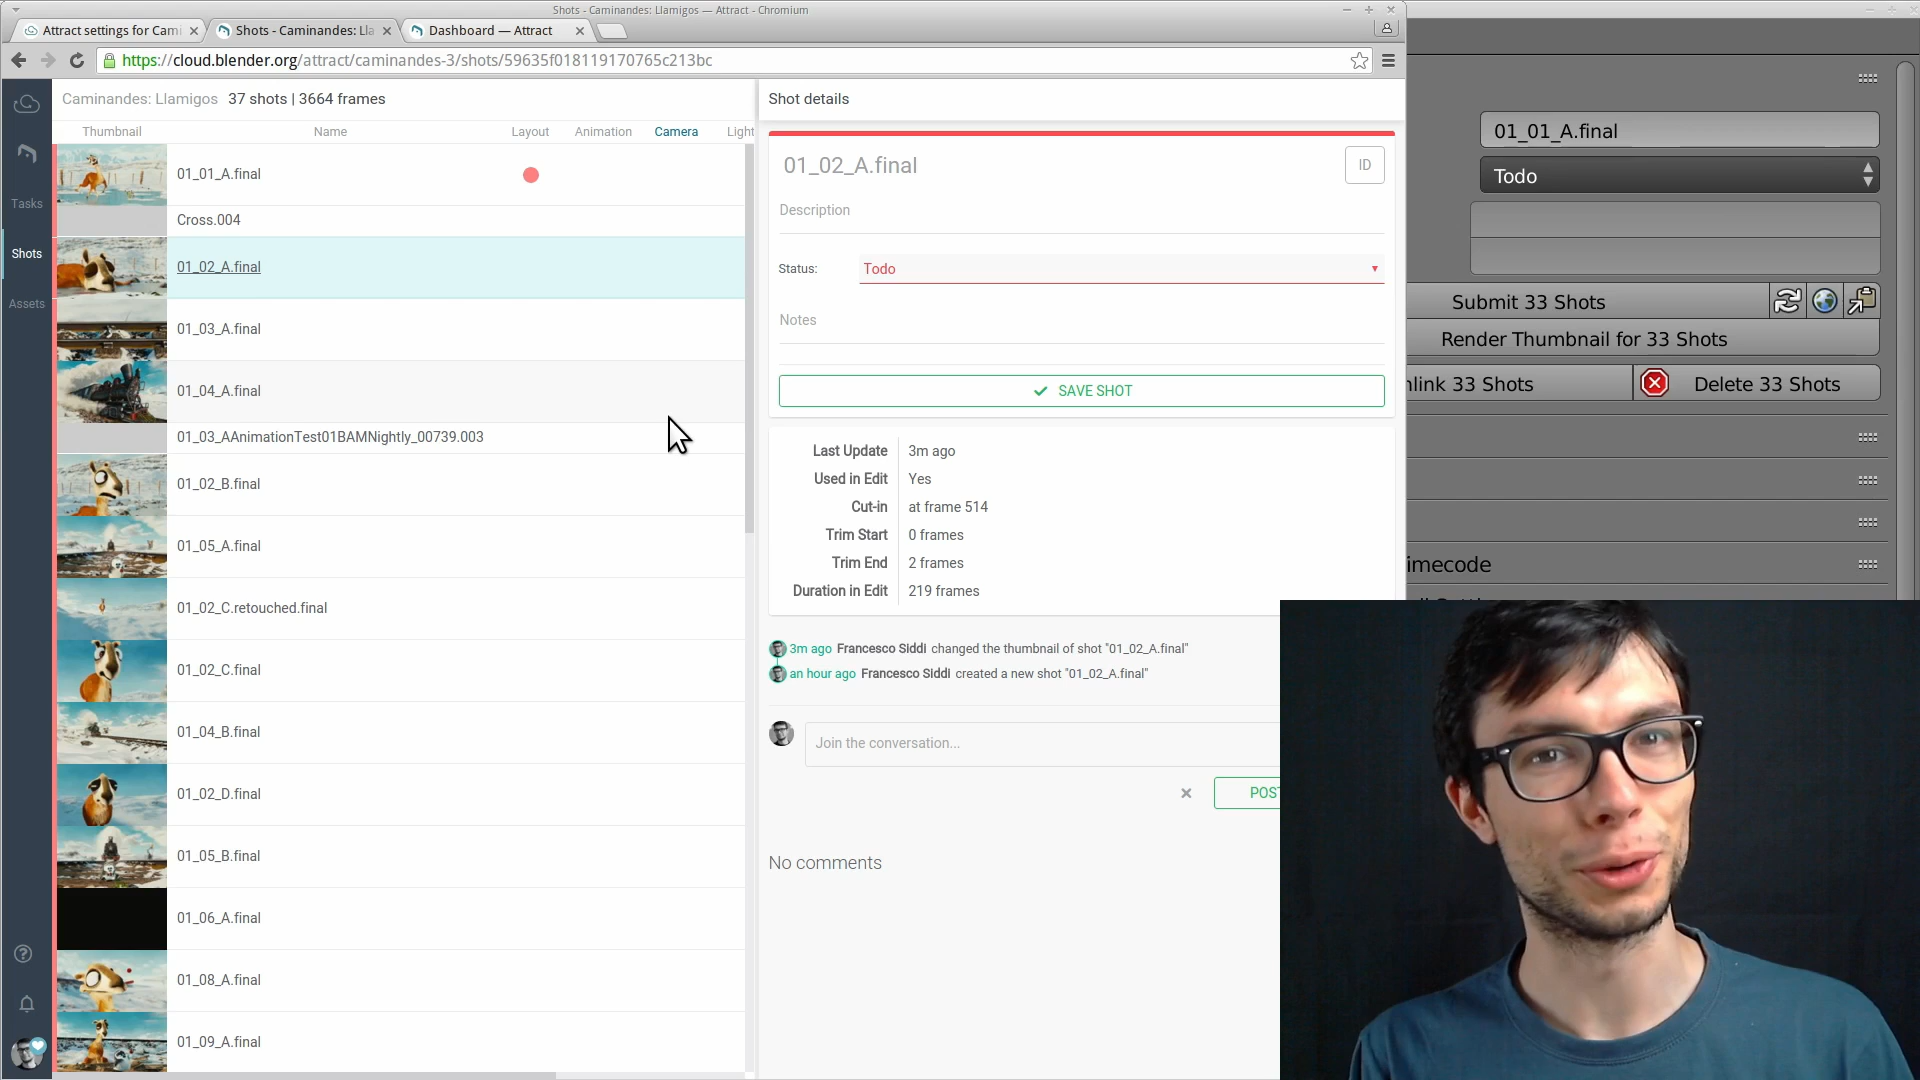 Shots - Caminandes: Llamigos — Attract - Chromium
Attract settings for Cam
Shots - Caminandes: Lla
Dashboard — Attract
https://cloud.blender.org/attract/caminandes-3/shots/59635f018119170765c213bc
Caminandes: Llamigos 37 shots | 3664 frames
Thumbnail Name Layout Animation Camera Light
Tasks
Shots
Assets
01_01_A.final
Cross.004
01_02_A.final
01_03_A.final
01_04_A.final
01_03_AAnimationTest01BAMNightly_00739.003
01_02_B.final
01_05_A.final
01_02_C.retouched.final
01_02_C.final
01_04_B.final
01_02_D.final
01_05_B.final
01_06_A.final
01_08_A.final
01_09_A.final
Shot details
01_02_A.final
ID
Description
Status: Todo
Notes
SAVE SHOT
Last Update 3m ago
Used in Edit Yes
Cut-in at frame 514
Trim Start 0 frames
Trim End 2 frames
Duration in Edit 219 frames
3m ago Francesco Siddi changed the thumbnail of shot "01_02_A.final"
an hour ago Francesco Siddi created a new shot "01_02_A.final"
Join the conversation...
POST
No comments
01_01_A.final
Todo
Submit 33 Shots
Render Thumbnail for 33 Shots
nlink 33 Shots
Delete 33 Shots
imecode